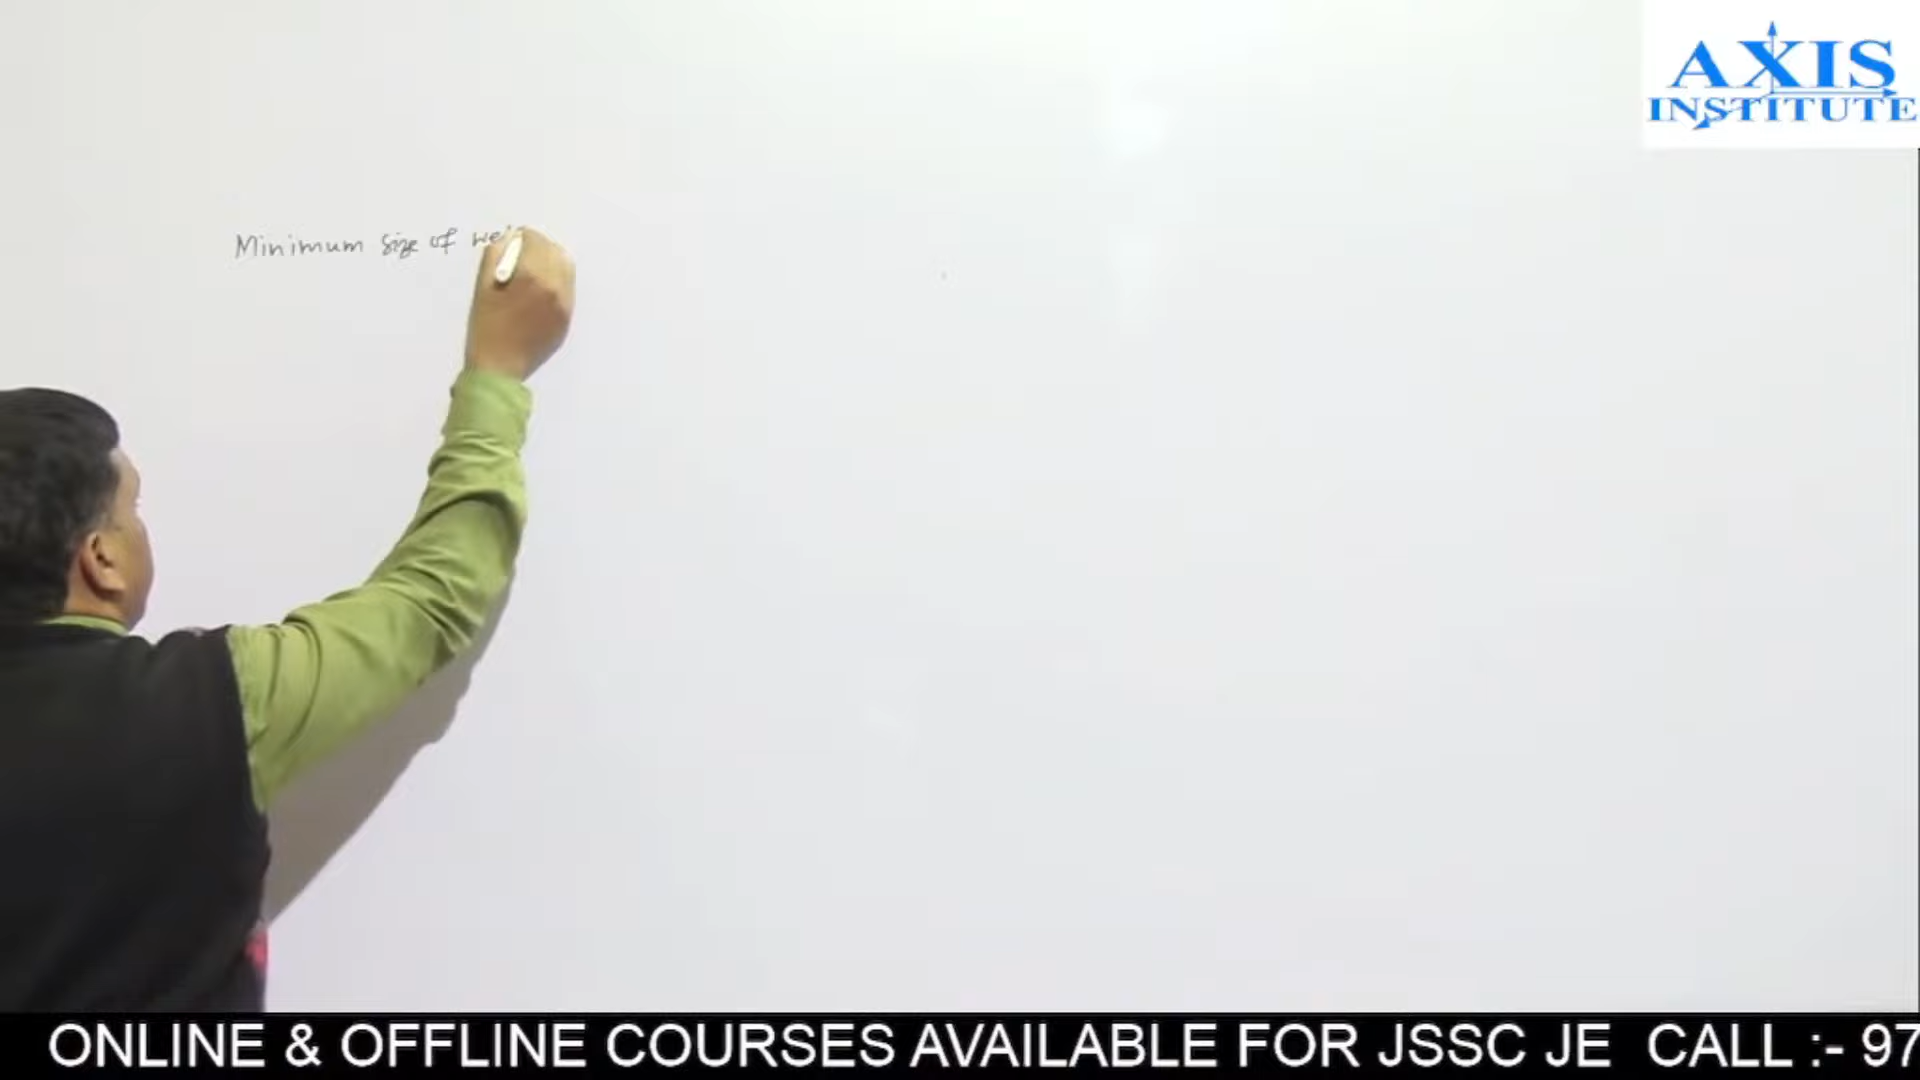 AXIS
INSTITUTE
Minimum size of
ONLINE & OFFLINE COURSES AVAILABLE FOR JSSC JE CALL :- 97